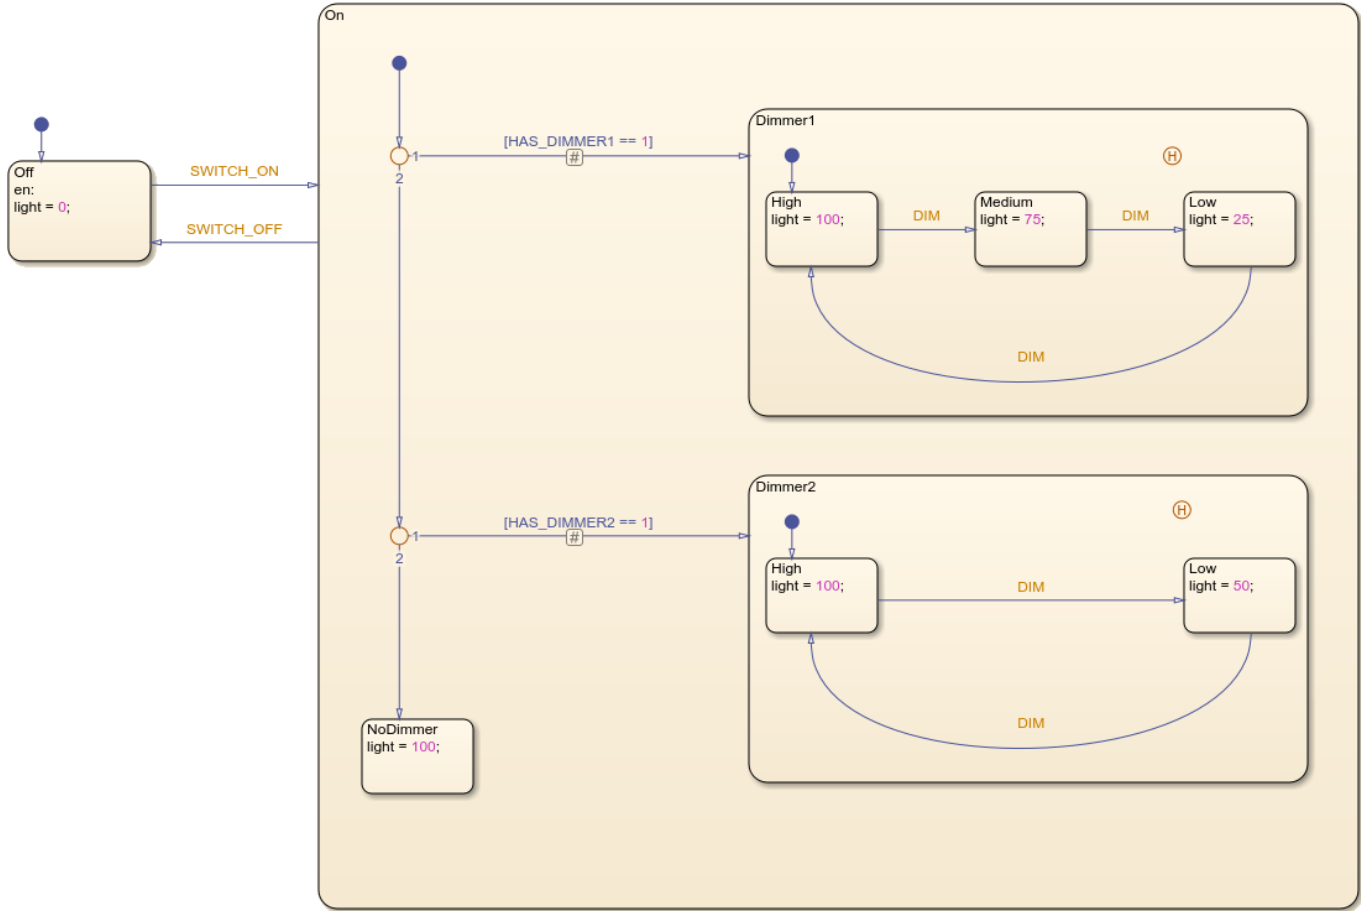 On
Off
en:
light = 0;
SWITCH_ON
SWITCH_OFF
1
2
[HAS_DIMMER1 == 1]
#
Dimmer1
H
High
light = 100;
DIM
Medium
light = 75;
DIM
Low
light = 25;
DIM
1
2
[HAS_DIMMER2 == 1]
#
Dimmer2
H
High
light = 100;
DIM
Low
light = 50;
DIM
NoDimmer
light = 100;